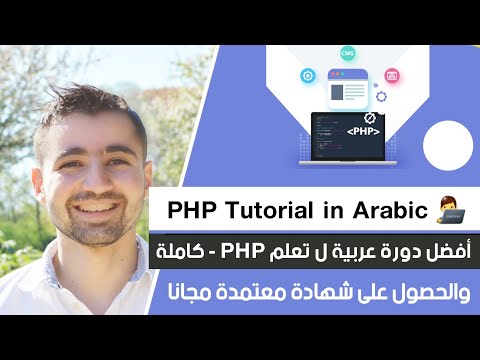 CMS
<PHP>
PHP Tutorial in Arabic
أفضل دورة عربية ل تعلم PHP - كاملة
والحصول على شهادة معتمدة مجانا